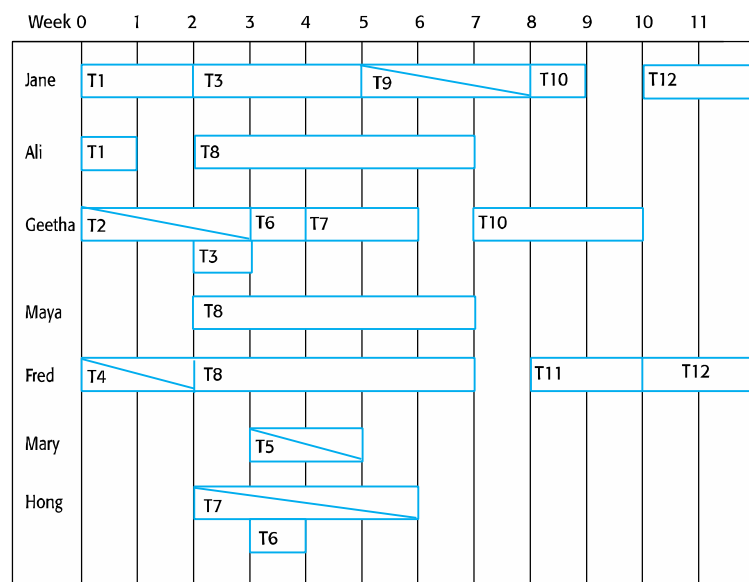 Week 0 1 2 3 4 5 6 7 8 9 10 11
Jane T1 T3 T9 T10 T12
Ali T1 T8
Geetha T2 T6 T7 T10
T3
Maya T8
Fred T4 T8 T11 T12
Mary T5
Hong T7
T6